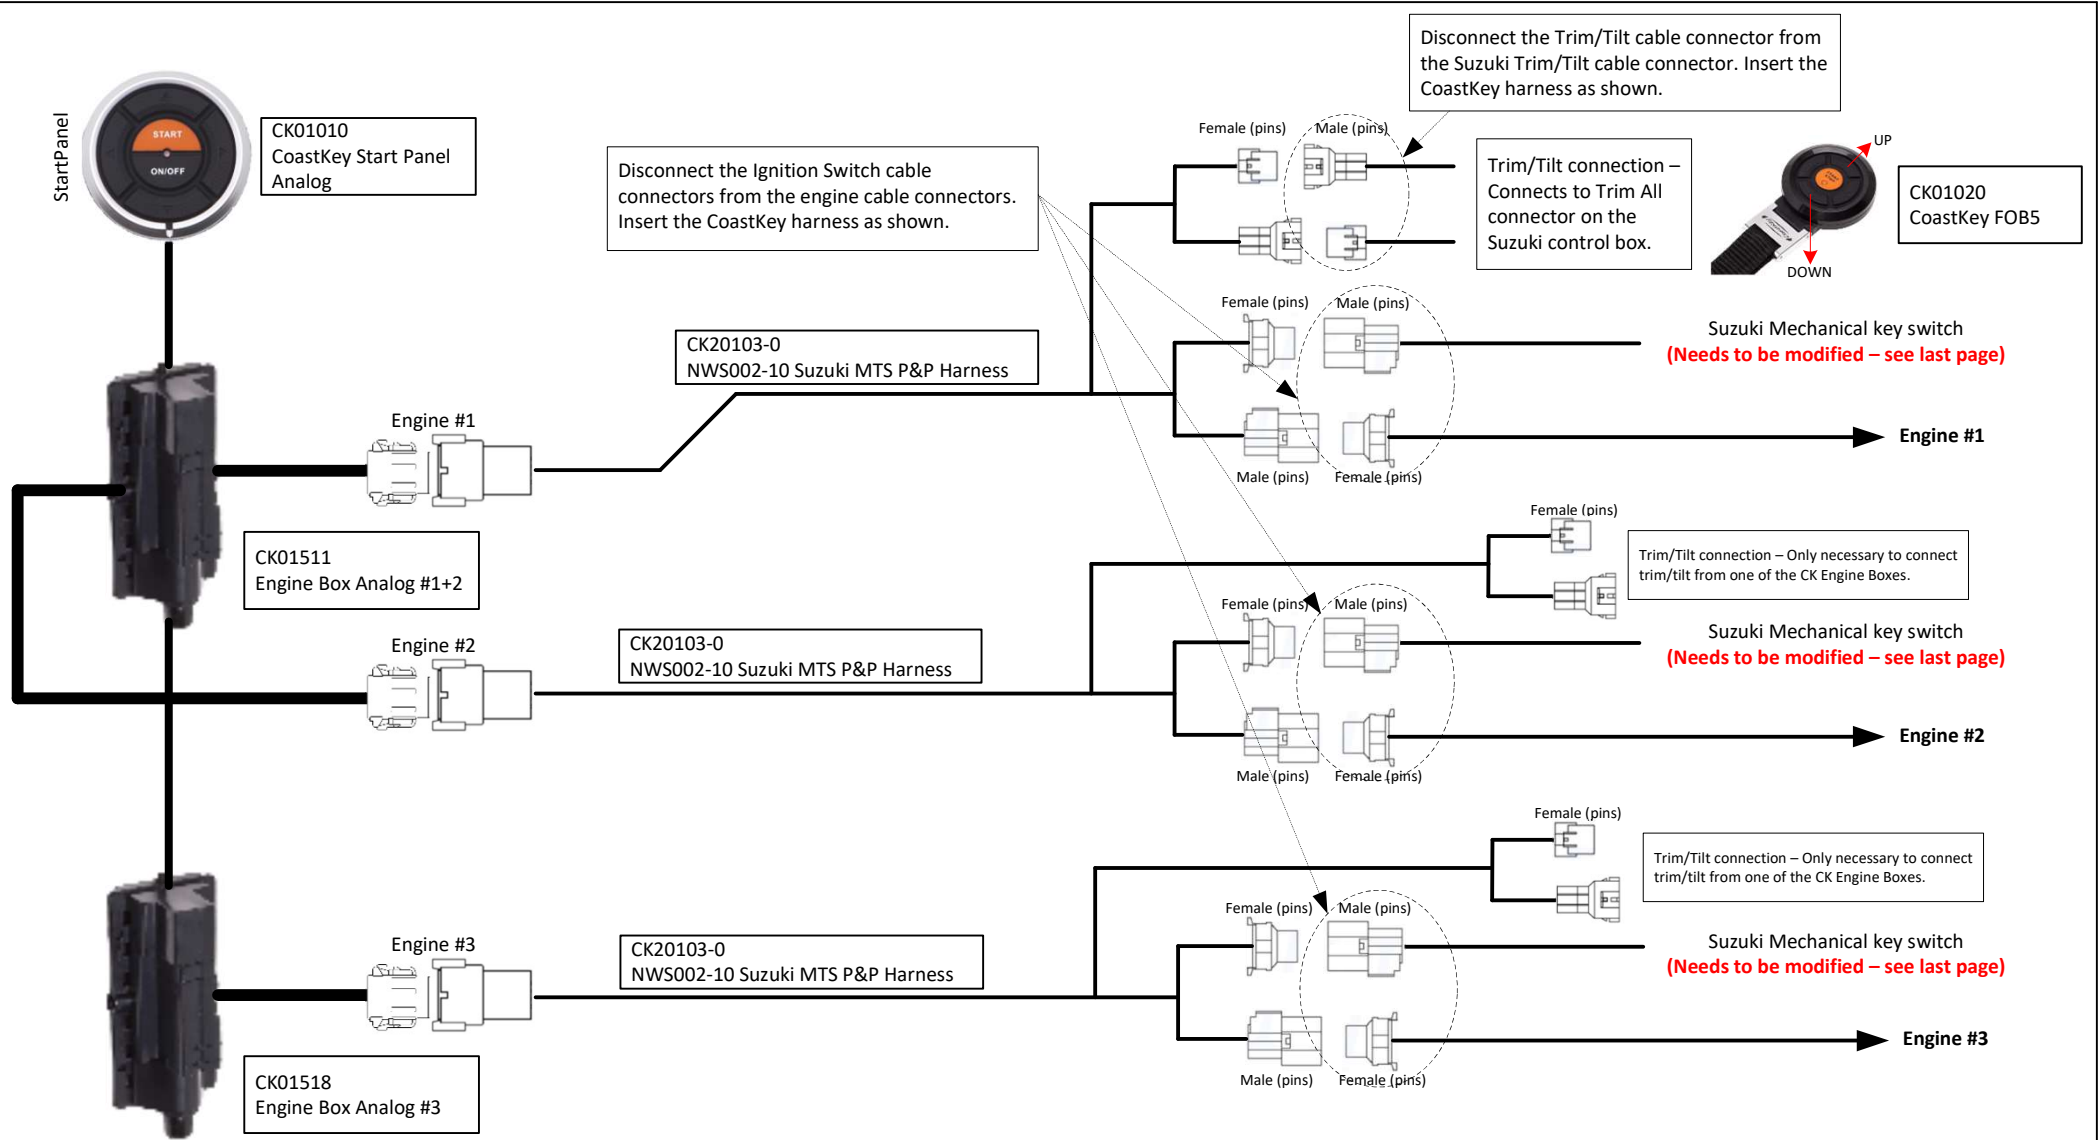 StartPanel
START
ON/OFF
CK01010
CoastKey Start Panel
Analog
Disconnect the Ignition Switch cable
connectors from the engine cable connectors.
Insert the CoastKey harness as shown.
Disconnect the Trim/Tilt cable connector from
the Suzuki Trim/Tilt cable connector. Insert the
CoastKey harness as shown.
Female (pins)
Male (pins)
Trim/Tilt connection –
Connects to Trim All
connector on the
Suzuki control box.
UP
DOWN
CK01020
CoastKey FOB5
CK20103-0
NWS002-10 Suzuki MTS P&P Harness
Female (pins)
Male (pins)
Suzuki Mechanical key switch
(Needs to be modified – see last page)
Engine #1
Engine #1
Male (pins)
Female (pins)
CK01511
Engine Box Analog #1+2
Female (pins)
Trim/Tilt connection – Only necessary to connect
trim/tilt from one of the CK Engine Boxes.
Engine #2
CK20103-0
NWS002-10 Suzuki MTS P&P Harness
Female (pins)
Male (pins)
Suzuki Mechanical key switch
(Needs to be modified – see last page)
Engine #2
Male (pins)
Female (pins)
Female (pins)
Trim/Tilt connection – Only necessary to connect
trim/tilt from one of the CK Engine Boxes.
Engine #3
CK20103-0
NWS002-10 Suzuki MTS P&P Harness
Female (pins)
Male (pins)
Suzuki Mechanical key switch
(Needs to be modified – see last page)
Engine #3
Male (pins)
Female (pins)
CK01518
Engine Box Analog #3